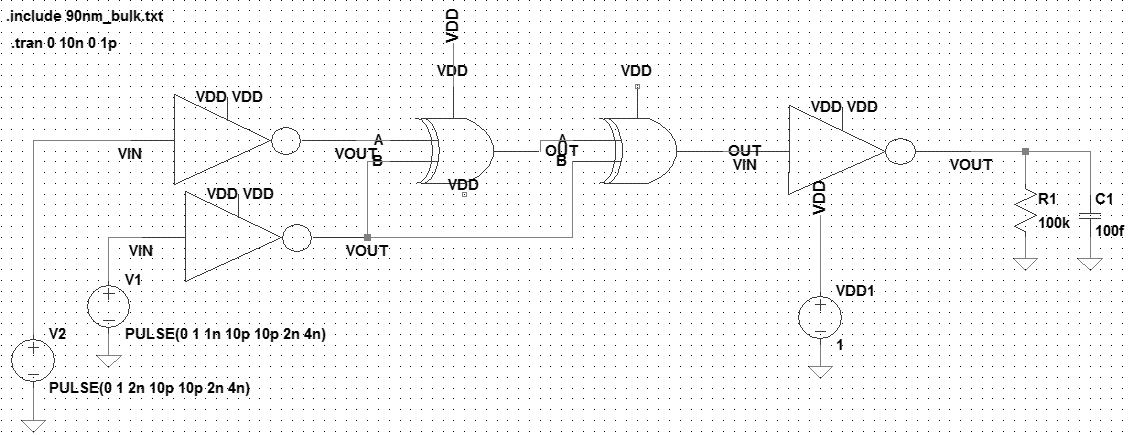 .include 90nm_bulk.txt
.tran 0 10n 0 1p
VDD
VDD
VDD
VDD VDD
VDD VDD
A
VOUT
B
VIN
A
OUT
B
OUT
VIN
VOUT
VDD
VDD VDD
VDD
VIN
VOUT
R1
100k
C1
100f
V1
PULSE(0 1 1n 10p 10p 2n 4n)
VDD1
1
V2
PULSE(0 1 2n 10p 10p 2n 4n)